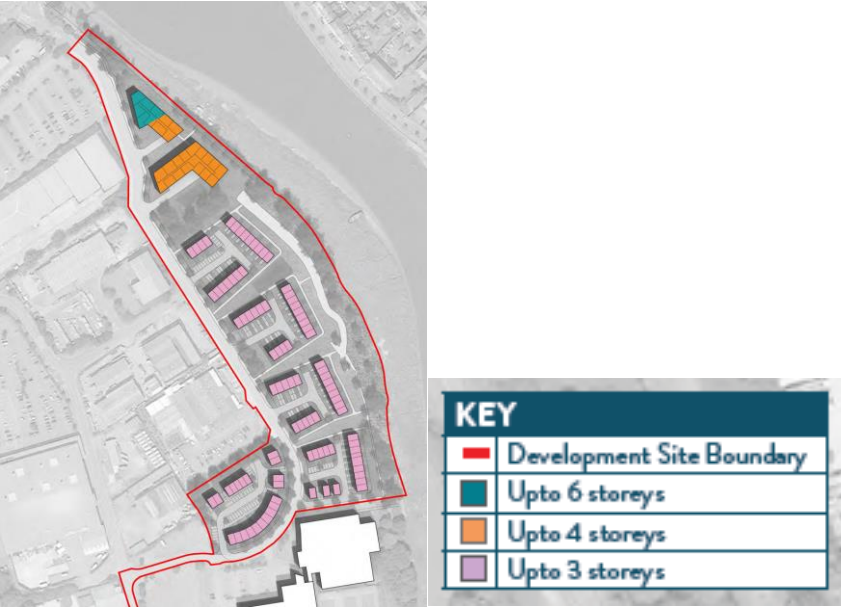 KEY
Development Site Boundary
Upto 6 storeys
Upto 4 storeys
Upto 3 storeys